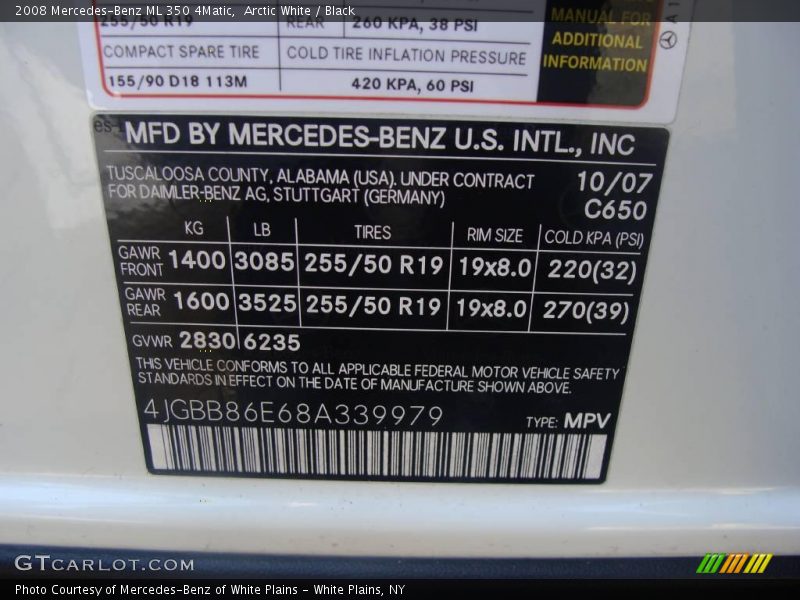 2008 Mercedes-Benz ML 350 4Matic,  Arctic White / Black
255/50 R19 REAR 260 KPA, 38 PSI
MANUAL FOR
ADDITIONAL
INFORMATION
COMPACT SPARE TIRE COLD TIRE INFLATION PRESSURE
155/90 D18 113M 420 KPA, 60 PSI
MFD BY MERCEDES-BENZ U.S. INTL., INC
TUSCALOOSA COUNTY, ALABAMA (USA). UNDER CONTRACT 10/07
FOR DAIMLER-BENZ AG, STUTTGART (GERMANY) C650
KG LB TIRES RIM SIZE COLD KPA (PSI)
GAWR FRONT 1400 3085 255/50 R19 19x8.0 220(32)
GAWR REAR 1600 3525 255/50 R19 19x8.0 270(39)
GVWR 2830 6235
THIS VEHICLE CONFORMS TO ALL APPLICABLE FEDERAL MOTOR VEHICLE SAFETY
STANDARDS IN EFFECT ON THE DATE OF MANUFACTURE SHOWN ABOVE.
4JGBB86E68A339979 TYPE: MPV
GTCARLOT.COM
Photo Courtesy of Mercedes-Benz of White Plains - White Plains, NY